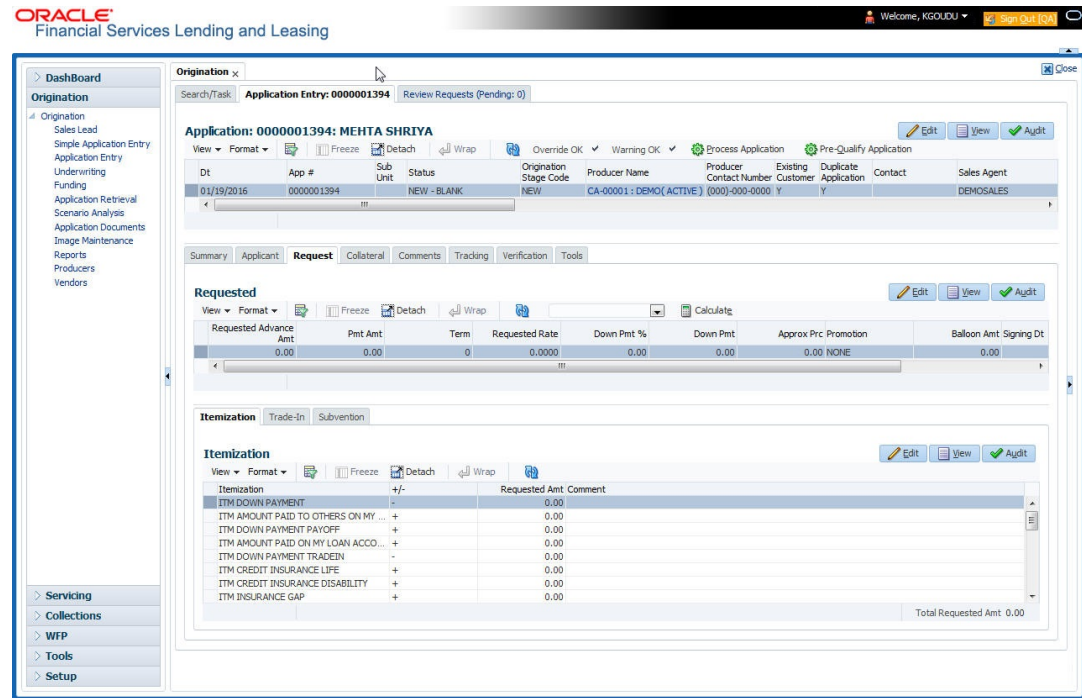 ORACLE
Financial Services Lending and Leasing
Welcome, KGOUDU
Sign Out [QA]
DashBoard
Origination
Origination
Sales Lead
Simple Application Entry
Application Entry
Underwriting
Funding
Application Retrieval
Scenario Analysis
Application Documents
Image Maintenance
Reports
Producers
Vendors
Servicing
Collections
WFP
Tools
Setup
Origination x Close
Search/Task Application Entry: 0000001394 Review Requests (Pending: 0)
Application: 0000001394: MEHTA SHRIYA Edit View Audit
View Format Freeze Detach Wrap Override OK Warning OK Process Application Pre-Qualify Application
Dt App # Sub Unit Status Origination Stage Code Producer Name Producer Contact Number Existing Customer Duplicate Application Contact Sales Agent
01/19/2016 0000001394 NEW - BLANK NEW CA-00001 : DEMO( ACTIVE ) (000)-000-0000 Y Y DEMOSALES
Summary Applicant Request Collateral Comments Tracking Verification Tools
Requested Edit View Audit
View Format Freeze Detach Wrap Calculate
Requested Advance Amt Pmt Amt Term Requested Rate Down Pmt % Down Pmt Approx Prc Promotion Balloon Amt Signing Dt
0.00 0.00 0 0.0000 0.00 0.00 0.00 NONE 0.00
Itemization Trade-In Subvention
Itemization Edit View Audit
View Format Freeze Detach Wrap
Itemization +/- Requested Amt Comment
ITM DOWN PAYMENT - 0.00
ITM AMOUNT PAID TO OTHERS ON MY ... + 0.00
ITM DOWN PAYMENT PAYOFF + 0.00
ITM AMOUNT PAID ON MY LOAN ACCO... + 0.00
ITM DOWN PAYMENT TRADEIN - 0.00
ITM CREDIT INSURANCE LIFE + 0.00
ITM CREDIT INSURANCE DISABILITY + 0.00
ITM INSURANCE GAP + 0.00
Total Requested Amt 0.00